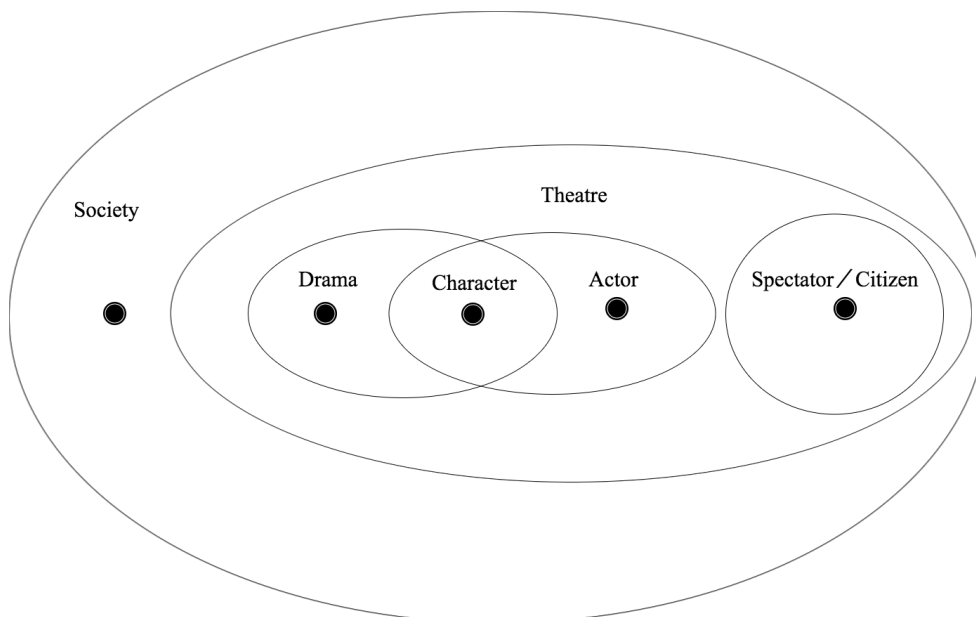 Theatre
Society
Drama
Character
Actor
Spectator／Citizen